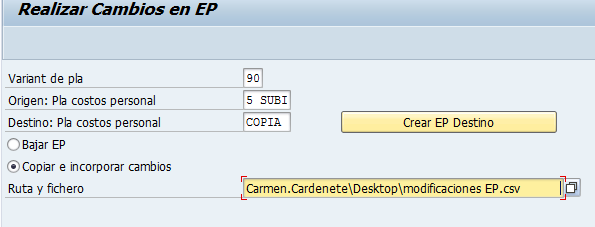 Realizar Cambios en EP
Variant de pla 90
Origen: Pla costos personal 5 SUBI
Destino: Pla costos personal COPIA Crear EP Destino
Bajar EP
Copiar e incorporar cambios
Ruta y fichero Carmen.Cardenete\Desktop\modificaciones EP.csv